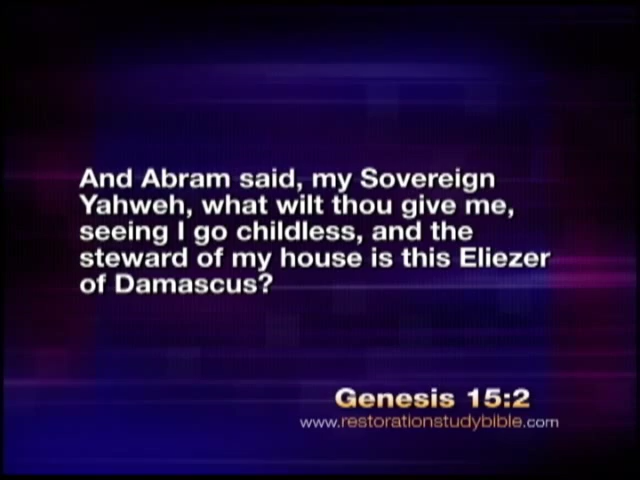 And Abram said, my Sovereign
Yahweh, what wilt thou give me,
seeing I go childless, and the
steward of my house is this Eliezer
of Damascus?
Genesis 15:2
www.restorationstudybible.com